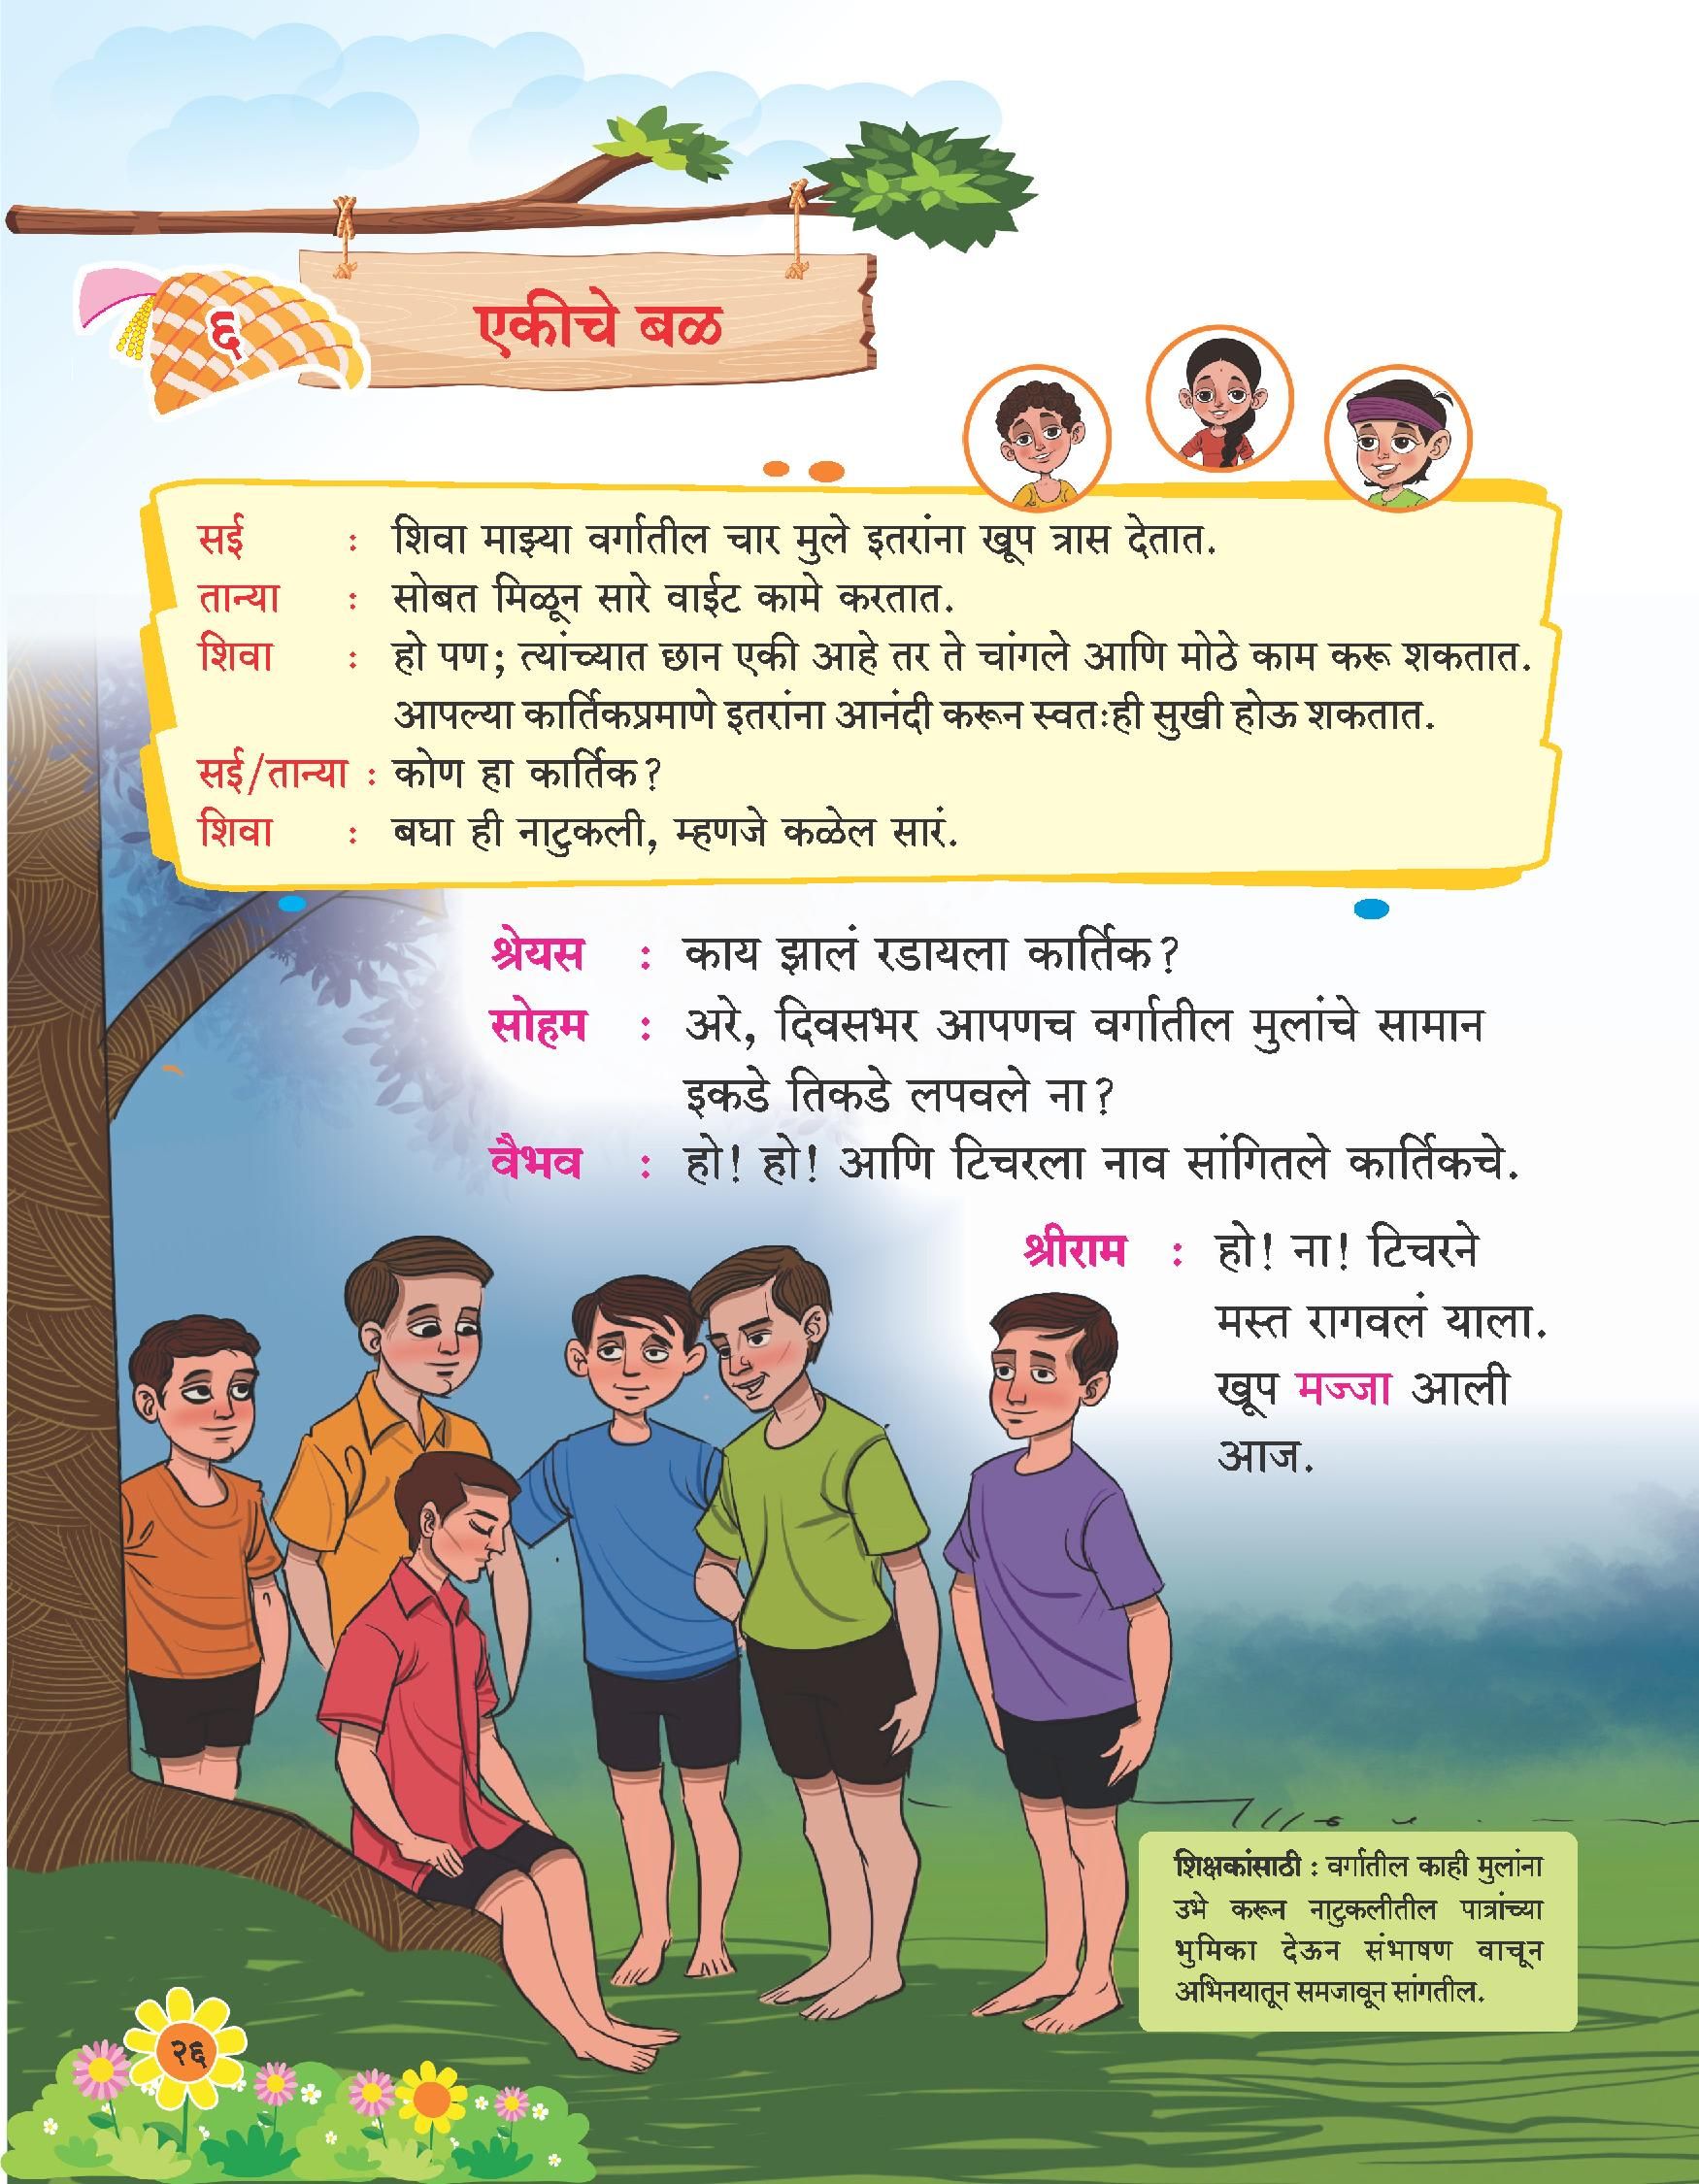 ६
एकीचे बळ
सई : शिवा माझ्या वर्गातील चार मुले इतरांना खूप त्रास देतात.
तान्या : सोबत मिळून सारे वाईट कामे करतात.
शिवा : हो पण; त्यांच्यात छान एकी आहे तर ते चांगले आणि मोठे काम करू शकतात.
आपल्या कार्तिकप्रमाणे इतरांना आनंदी करून स्वतःही सुखी होऊ शकतात.
सई/तान्या : कोण हा कार्तिक?
शिवा : बघा ही नाटुकली, म्हणजे कळेल सारं.
श्रेयस : काय झालं रडायला कार्तिक?
सोहम : अरे, दिवसभर आपणच वर्गातील मुलांचे सामान
इकडे तिकडे लपवले ना?
वैभव : हो! हो! आणि टिचरला नाव सांगितले कार्तिकचे.
श्रीराम : हो! ना! टिचरने
मस्त रागवलं याला.
खूप मज्जा आली
आज.
शिक्षकांसाठी : वर्गातील काही मुलांना
उभे करून नाटुकलीतील पात्रांच्या
भुमिका देऊन संभाषण वाचून
अभिनयातून समजावून सांगतील.
२६